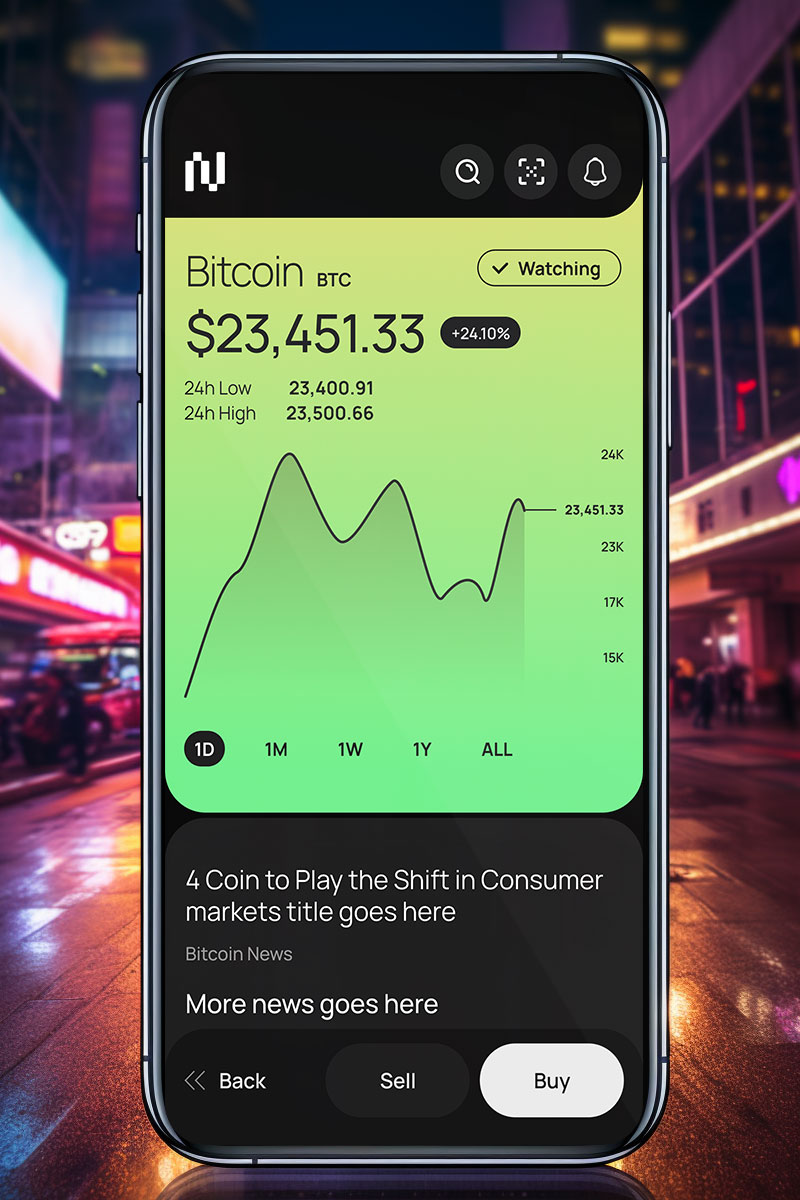 Bitcoin BTC
Watching
$23,451.33 +24.10%
24h Low 23,400.91
24h High 23,500.66
24K
23,451.33
23K
17K
15K
1D 1M 1W 1Y ALL
4 Coin to Play the Shift in Consumer
markets title goes here
Bitcoin News
More news goes here
Back Sell Buy